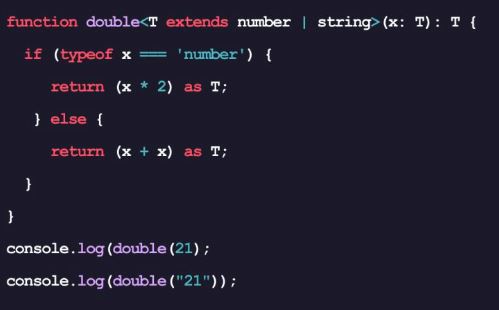 function double<T extends number | string>(x: T): T {
if (typeof x === 'number') {
return (x * 2) as T;
} else {
return (x + x) as T;
}
}
console.log(double(21);
console.log(double("21"));